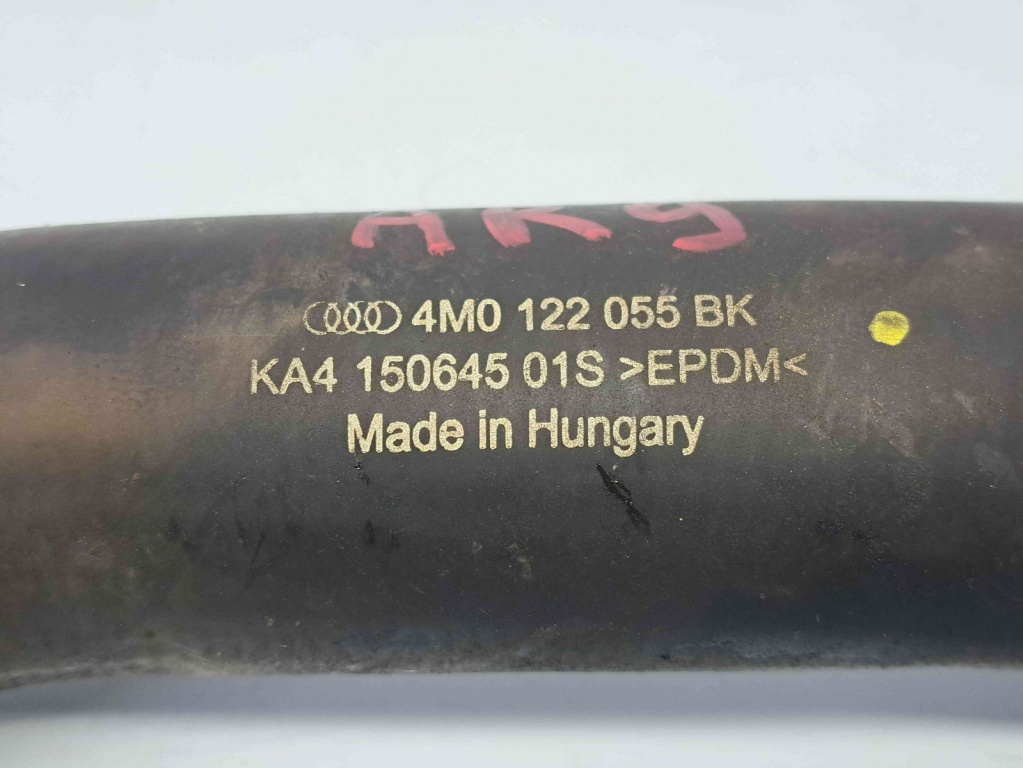 AK9
4M0 122 055 BK
KA4 150645 01S >EPDM<
Made in Hungary